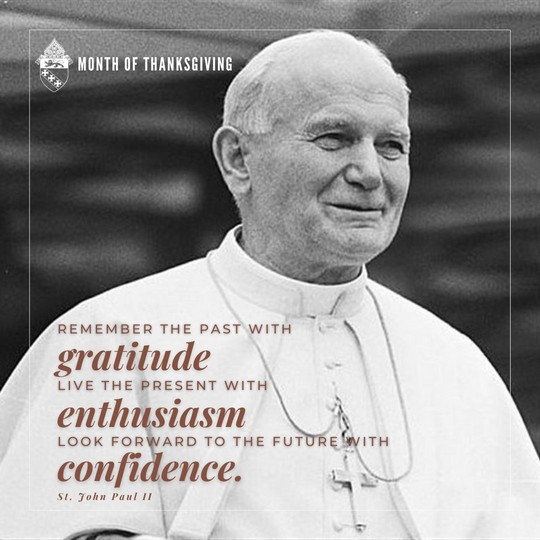 MONTH OF THANKSGIVING
REMEMBER THE PAST WITH
gratitude
LIVE THE PRESENT WITH
enthusiasm
LOOK FORWARD TO THE FUTURE WITH
confidence.
St. John Paul II